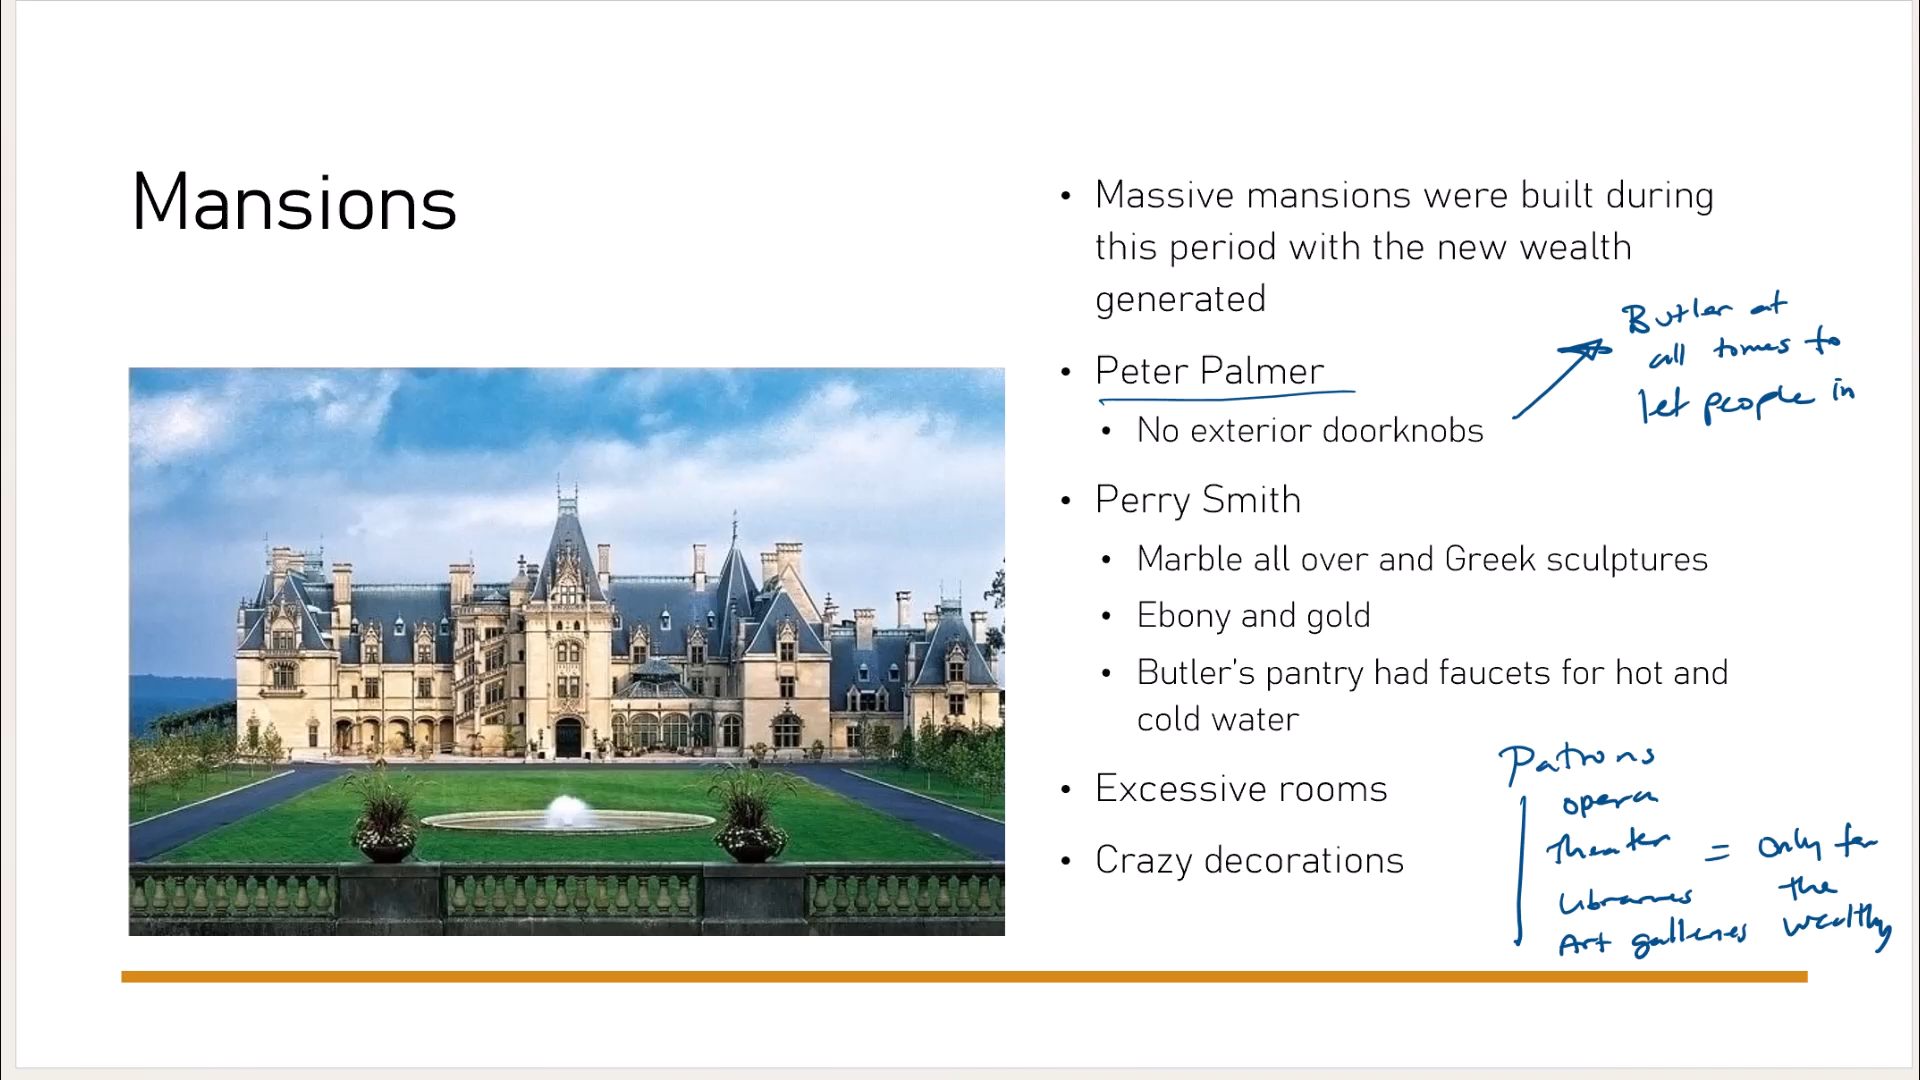 Mansions
• Massive mansions were built during
this period with the new wealth
generated
• Peter Palmer
• No exterior doorknobs
Butler at
all tomes to
let people in
• Perry Smith
• Marble all over and Greek sculptures
• Ebony and gold
• Butler's pantry had faucets for hot and
cold water
• Excessive rooms
• Crazy decorations
Patrons
opera
Theater
Libraries
Art galleries
= Only for
the
wealthy